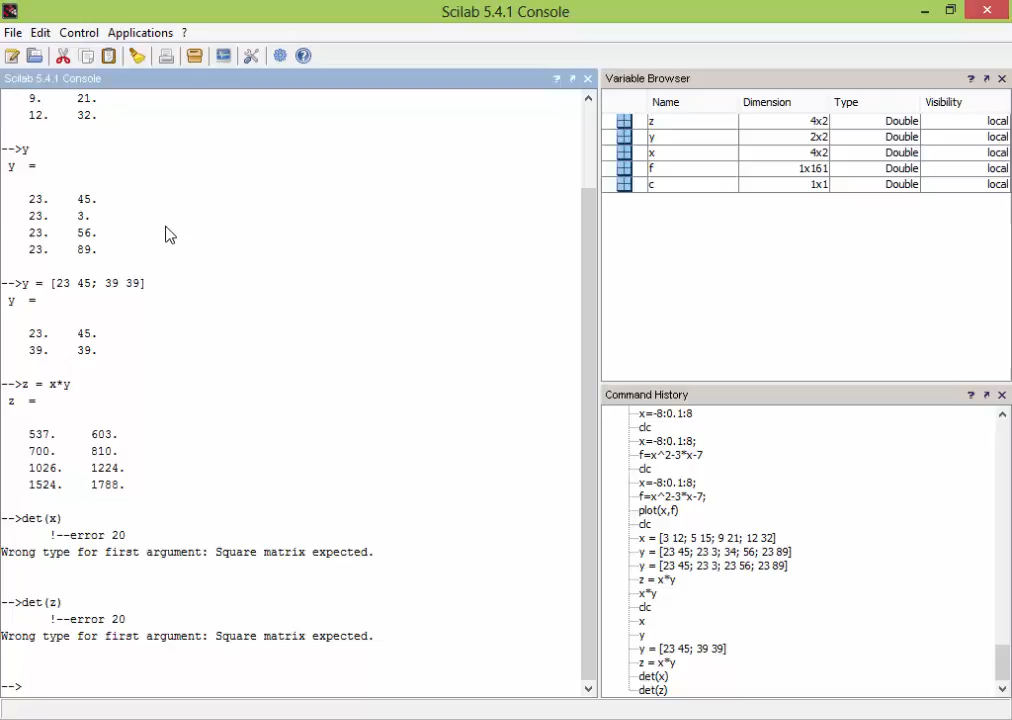 Scilab 5.4.1 Console
File Edit Control Applications ?
Scilab 5.4.1 Console
9. 21.
12. 32.
-->y
y =
23. 45.
23. 3.
23. 56.
23. 89.
-->y = [23 45; 39 39]
y =
23. 45.
39. 39.
-->z = x*y
z =
537. 603.
700. 810.
1026. 1224.
1524. 1788.
-->det(x)
!--error 20
Wrong type for first argument: Square matrix expected.
-->det(z)
!--error 20
Wrong type for first argument: Square matrix expected.
-->
Variable Browser
Name Dimension Type Visibility
z 4x2 Double local
y 2x2 Double local
x 4x2 Double local
f 1x161 Double local
c 1x1 Double local
Command History
x=-8:0.1:8
clc
x=-8:0.1:8;
f=x^2-3*x-7
clc
x=-8:0.1:8;
f=x^2-3*x-7;
plot(x,f)
clc
x = [3 12; 5 15; 9 21; 12 32]
y = [23 45; 23 3; 34; 56; 23 89]
y = [23 45; 23 3; 23 56; 23 89]
z = x*y
x*y
clc
x
y
y = [23 45; 39 39]
z = x*y
det(x)
det(z)